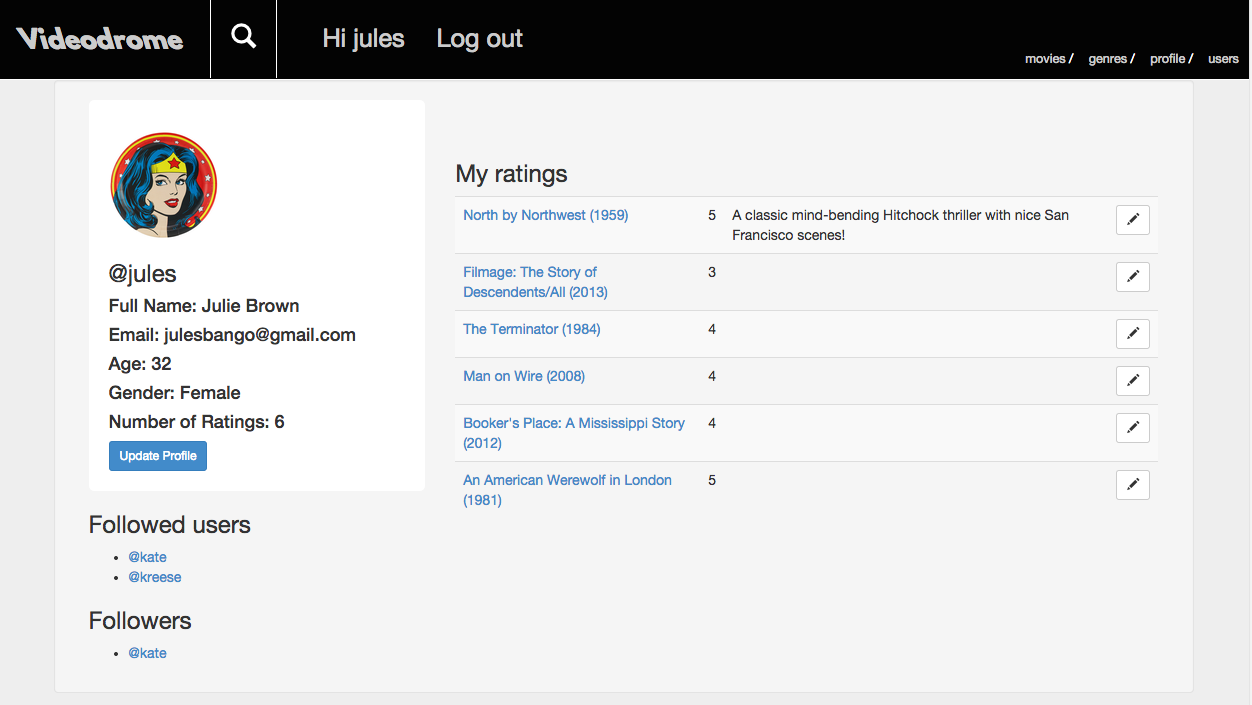 Videodrome
Hi jules
Log out
movies /
genres /
profile /
users
@jules
Full Name: Julie Brown
Email: julesbango@gmail.com
Age: 32
Gender: Female
Number of Ratings: 6
Update Profile
Followed users
• @kate
• @kreese
Followers
• @kate
My ratings
North by Northwest (1959)
5
A classic mind-bending Hitchock thriller with nice San
Francisco scenes!
Filmage: The Story of
Descendents/All (2013)
3
The Terminator (1984)
4
Man on Wire (2008)
4
Booker's Place: A Mississippi Story
(2012)
4
An American Werewolf in London
(1981)
5